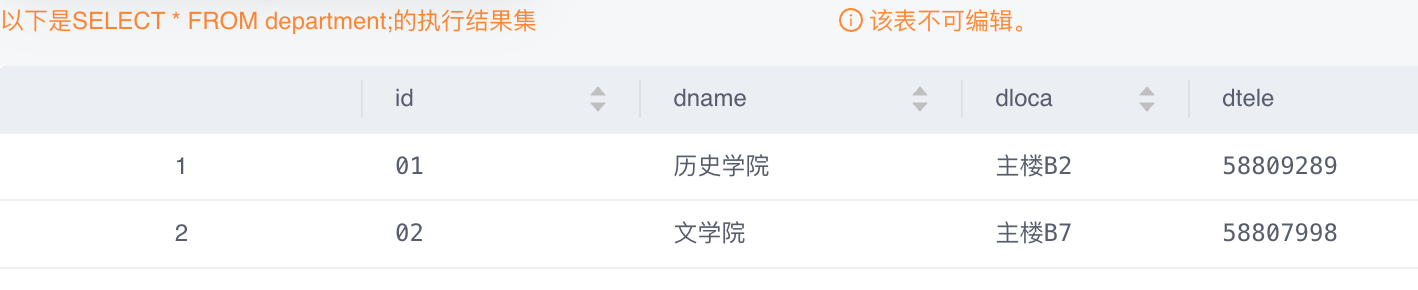 以下是SELECT * FROM department;的执行结果集 该表不可编辑。
id dname dloca dtele
1 01 历史学院 主楼B2 58809289
2 02 文学院 主楼B7 58807998